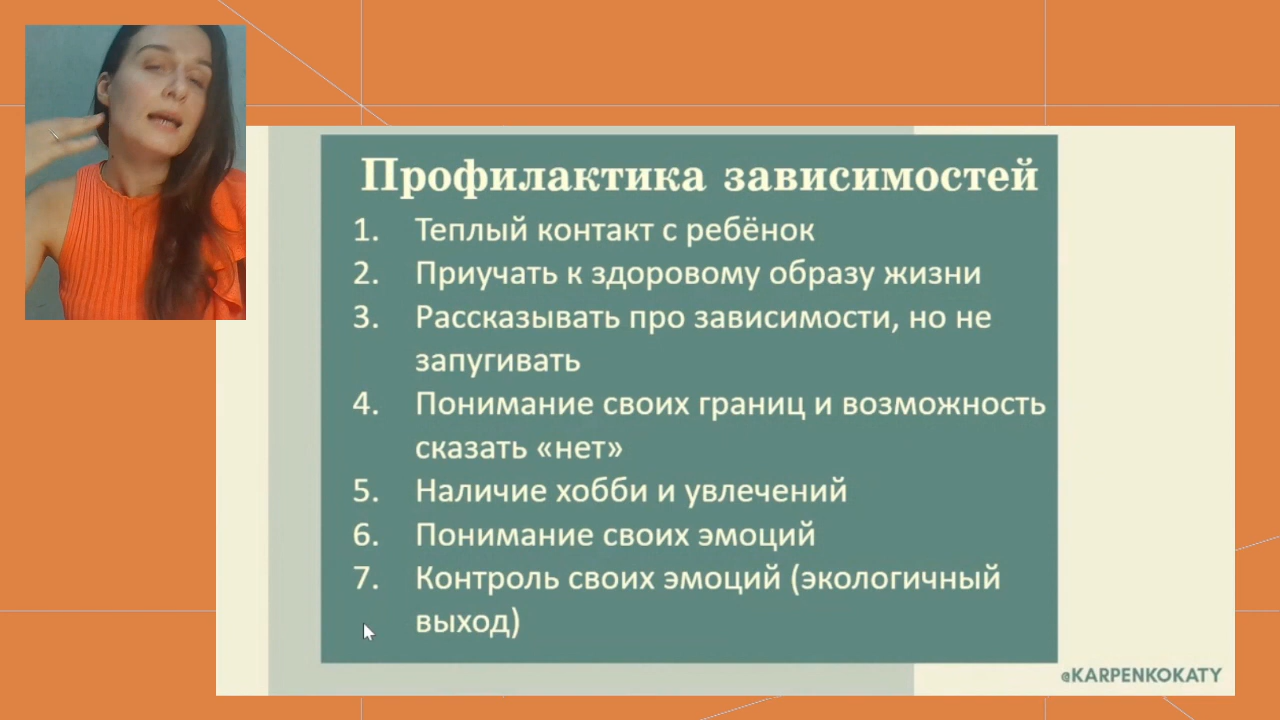 Профилактика зависимостей
1. Теплый контакт с ребёнок
2. Приучать к здоровому образу жизни
3. Рассказывать про зависимости, но не
запугивать
4. Понимание своих границ и возможность
сказать «нет»
5. Наличие хобби и увлечений
6. Понимание своих эмоций
7. Контроль своих эмоций (экологичный
выход)
@KARPENKOKATY